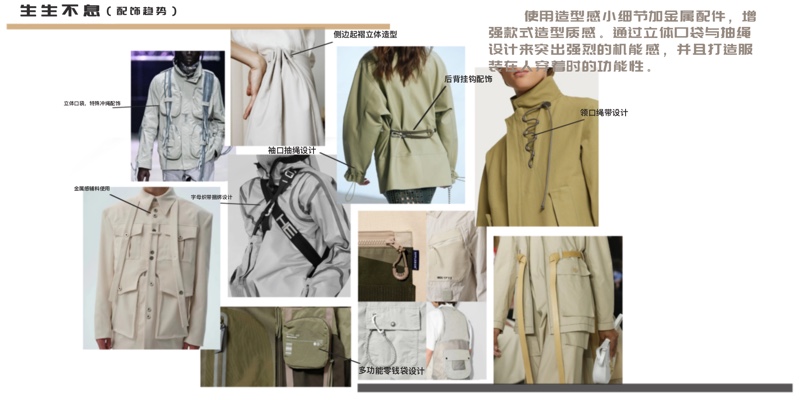 生生不息（配饰趋势）
使用造型感小细节加金属配件，增
强款式造型质感．通过立体口袋与抽绳
设计来突出强烈的机能感，并且打造服
装在人穿着时的功能性．
侧边起褶立体造型
后背挂钩配饰
立体口袋，特殊冲绳配饰
领口绳带设计
袖口抽绳设计
金属感辅料使用
字母织带捆绑设计
多功能零钱袋设计